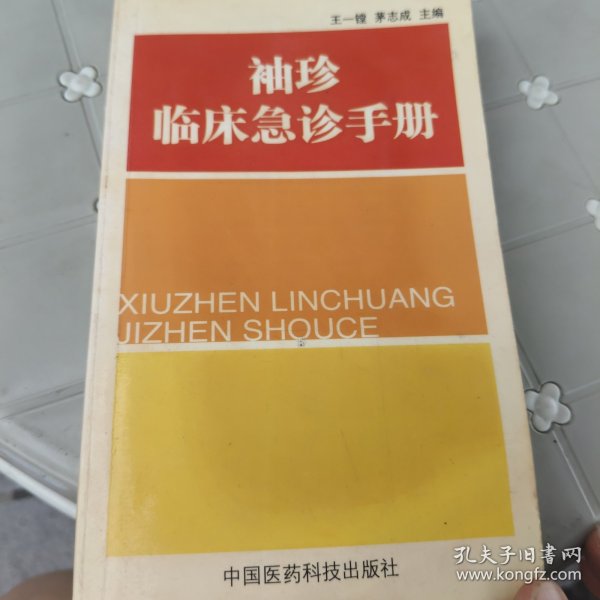 王一镗 茅志成 主编
袖珍
临床急诊手册
XIUZHEN LINCHUANG
JIZHEN SHOUCE
中国医药科技出版社
孔夫子旧书网
www.kongfz.com